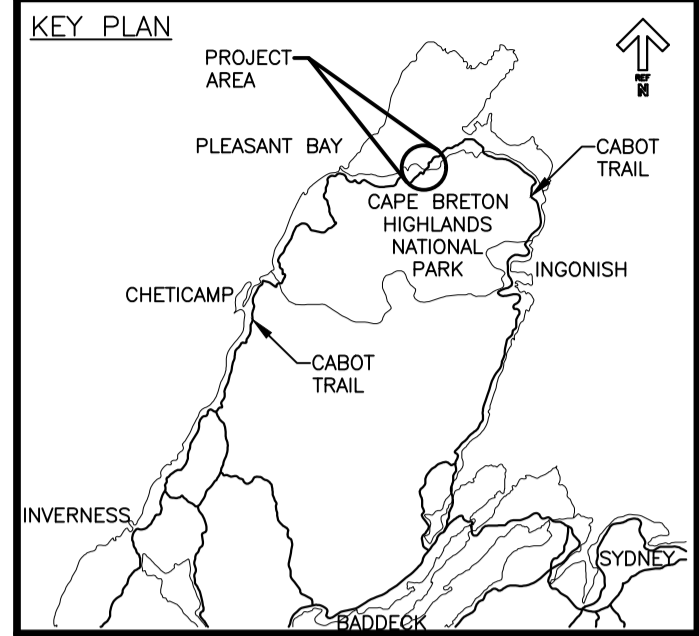 KEY PLAN
PROJECT
AREA
REF
N
PLEASANT BAY
CABOT
TRAIL
CAPE BRETON
HIGHLANDS
NATIONAL
PARK
INGONISH
CHETICAMP
CABOT
TRAIL
INVERNESS
SYDNEY
BADDECK